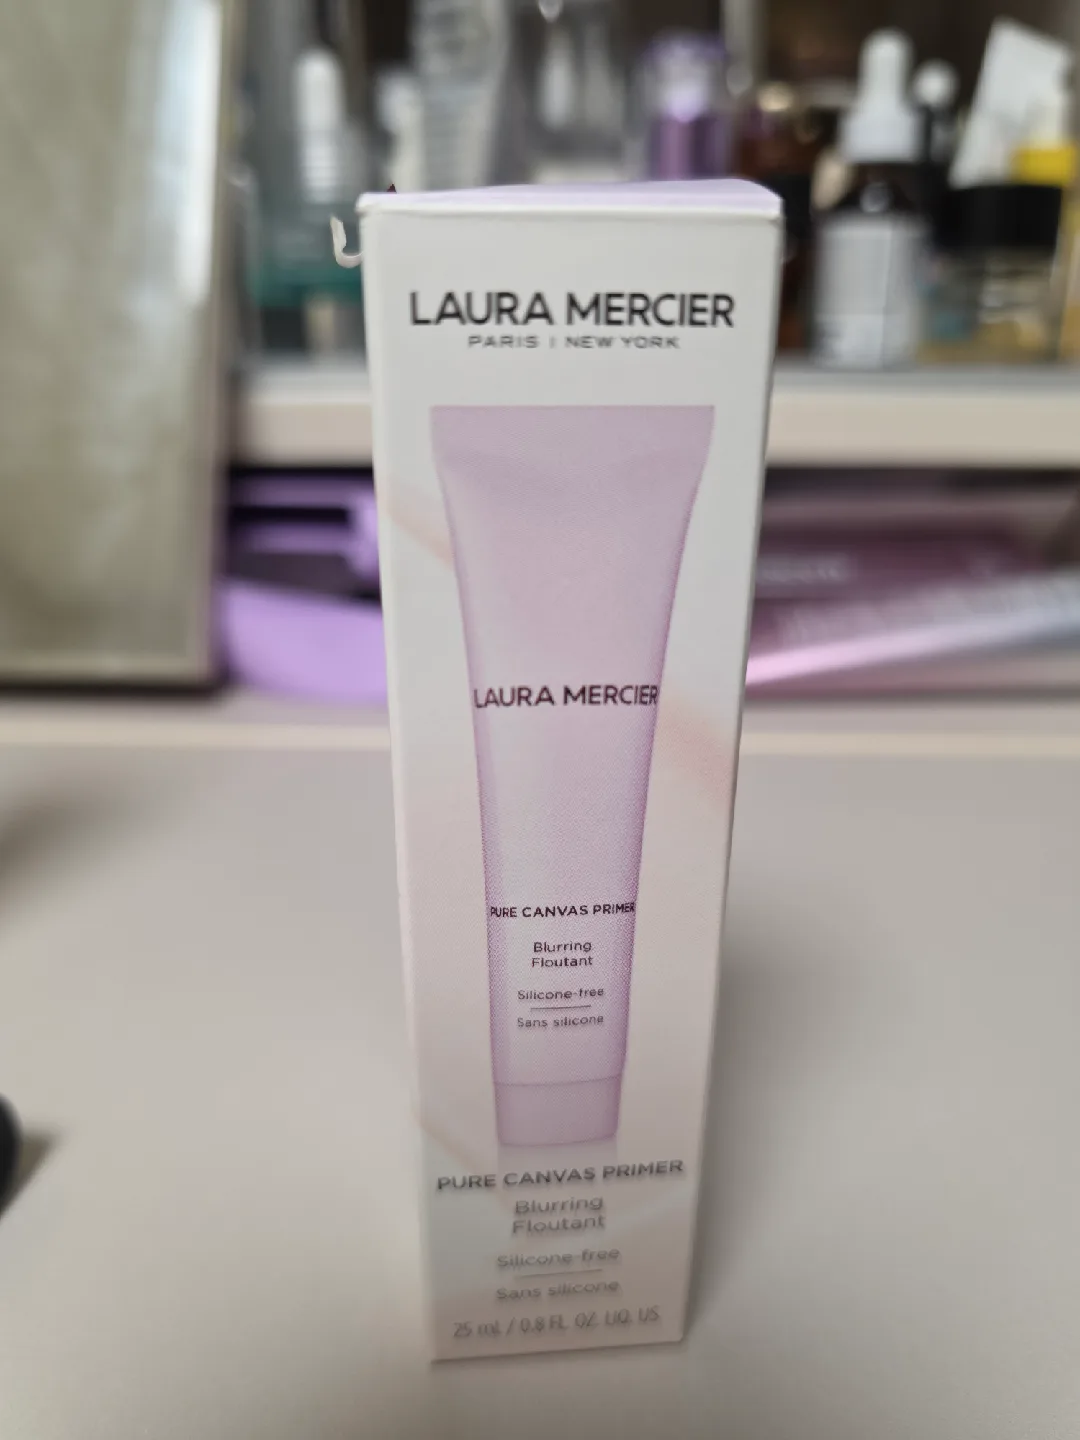 LAURA MERCIER
PARIS | NEW YORK
LAURA MERCIER
PURE CANVAS PRIMER
Blurring
Floutant
Silicone-free
Sans silicone
PURE CANVAS PRIMER
Blurring
Floutant
Silicone-free
Sans silicone
25 mL / 0.8 FL. OZ. LIQ. US